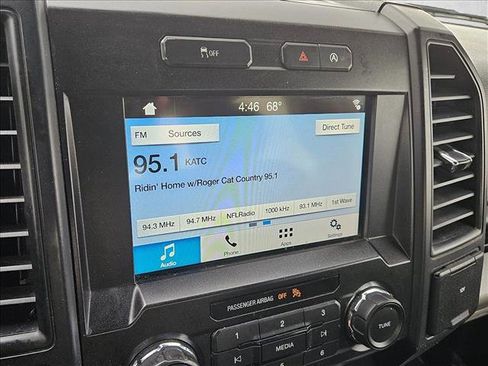 OFF
A
4:46 68°
FM Sources Direct Tune
95.1 KATC
Ridin' Home w/Roger Cat Country 95.1
94.3 MHz 94.7 MHz NFLRadio 1000 kHz 93.1 MHz 1st Wave
Audio Phone Apps Settings
PASSENGER AIRBAG OFF
1 2 3
MEDIA
TUNE
5 6